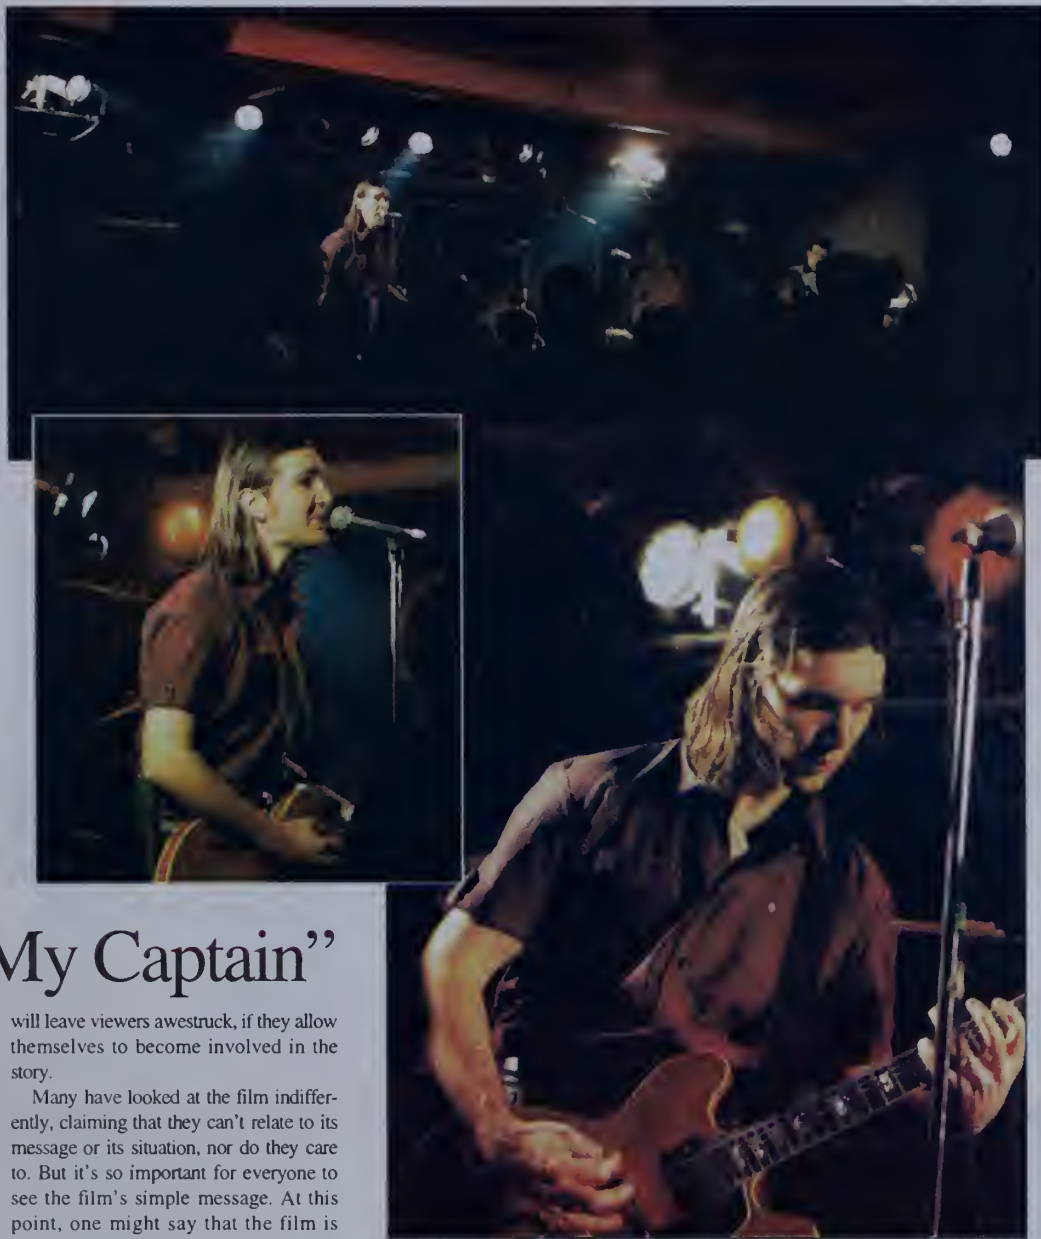 My Captain”
will leave viewers awestruck, if they allow
themselves to become involved in the
story.
Many have looked at the film indiffer-
ently, claiming that they can’t relate to its
message or its situation, nor do they care
to. But it’s so important for everyone to
see the film’s simple message. At this
point, one might say that the film is